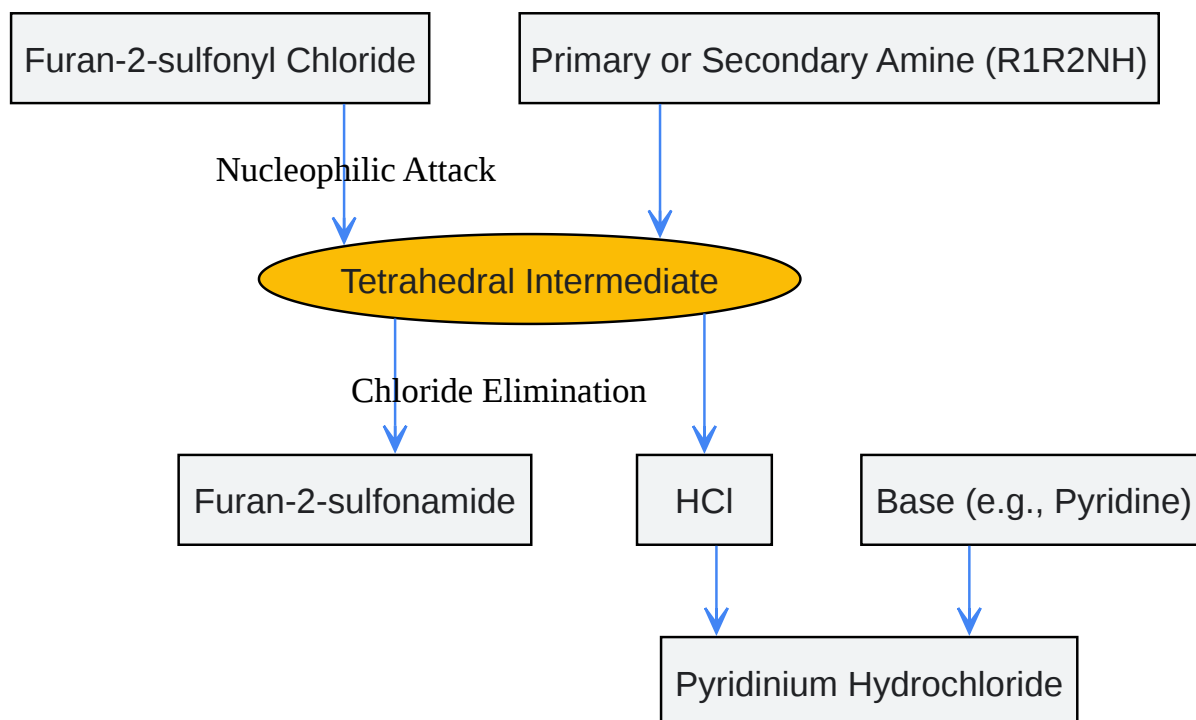 Furan-2-sulfonyl Chloride
Primary or Secondary Amine (R1R2NH)
Nucleophilic Attack
Tetrahedral Intermediate
Chloride Elimination
Furan-2-sulfonamide
HCl
Base (e.g., Pyridine)
Pyridinium Hydrochloride